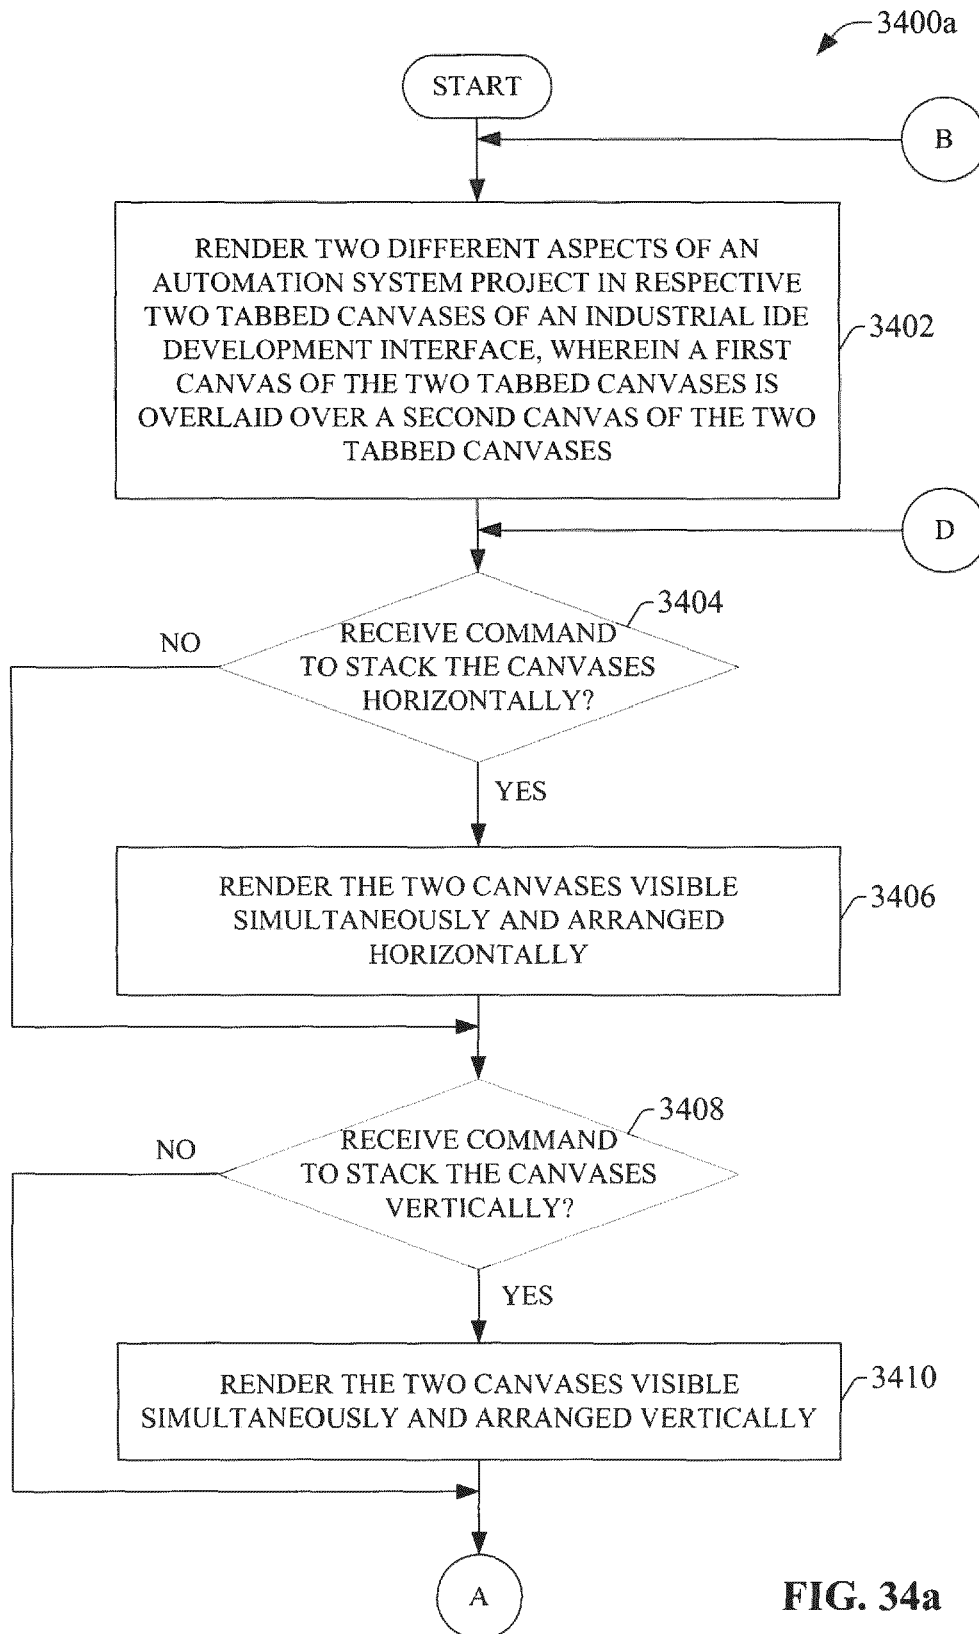 3400a
START
B
RENDER TWO DIFFERENT ASPECTS OF AN
AUTOMATION SYSTEM PROJECT IN RESPECTIVE
TWO TABBED CANVASES OF AN INDUSTRIAL IDE
DEVELOPMENT INTERFACE, WHEREIN A FIRST
CANVAS OF THE TWO TABBED CANVASES IS
OVERLAID OVER A SECOND CANVAS OF THE TWO
TABBED CANVASES
3402
D
3404
NO
RECEIVE COMMAND
TO STACK THE CANVASES
HORIZONTALLY?
YES
RENDER THE TWO CANVASES VISIBLE
SIMULTANEOUSLY AND ARRANGED
HORIZONTALLY
3406
3408
NO
RECEIVE COMMAND
TO STACK THE CANVASES
VERTICALLY?
YES
RENDER THE TWO CANVASES VISIBLE
SIMULTANEOUSLY AND ARRANGED VERTICALLY
3410
A
FIG. 34a